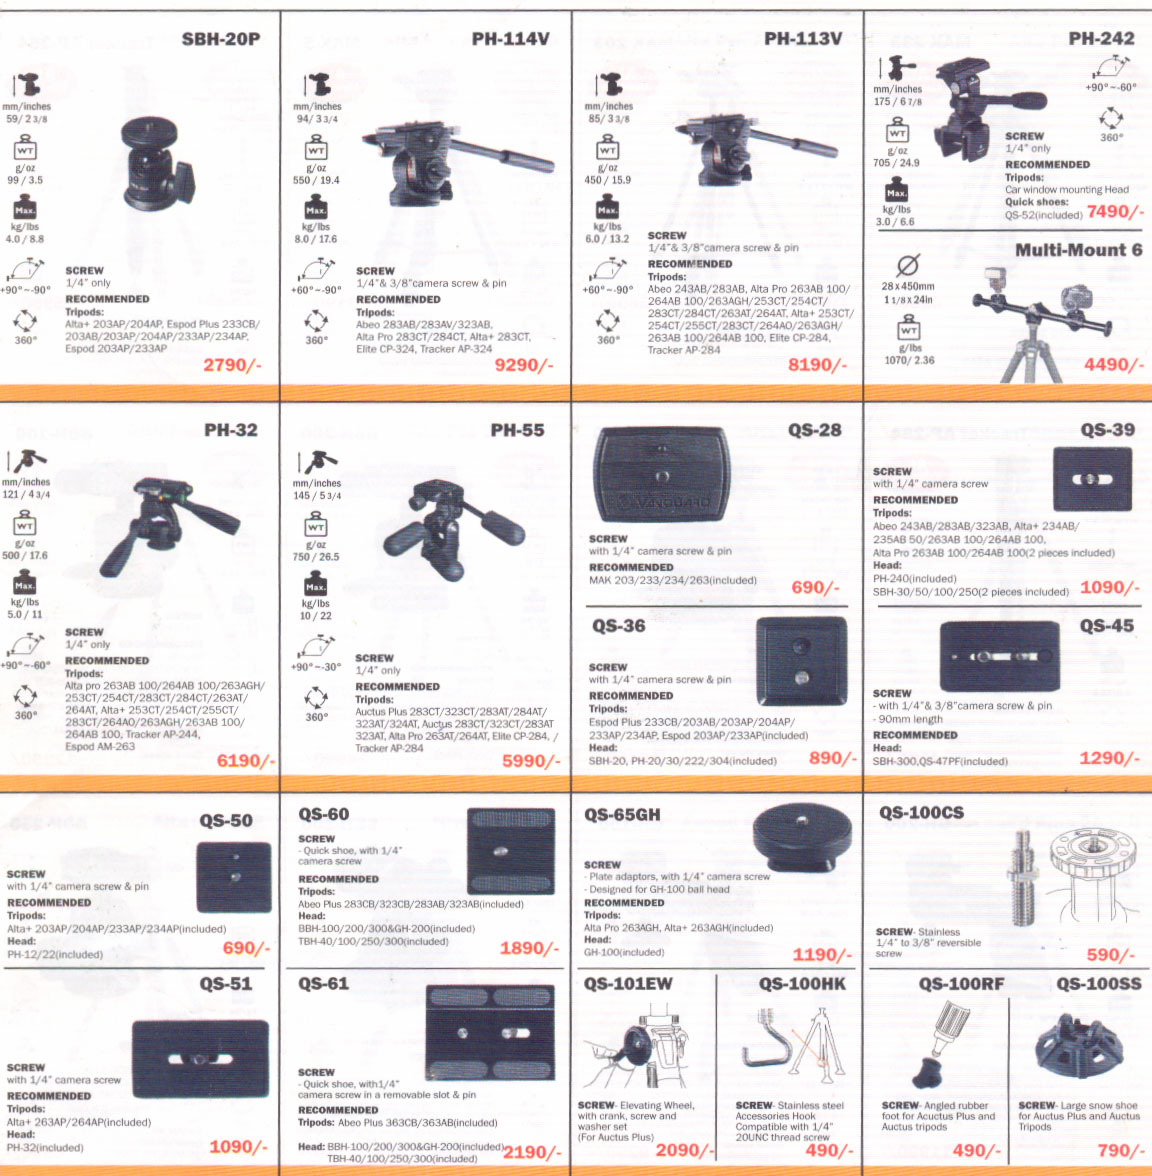 SBH-20P
mm/inches
59/ 2 3/8
WT
g/oz
99 / 3.5
Max.
kg/lbs
4.0 / 8.8
+90°~-90°
360°
SCREW
1/4" only
RECOMMENDED
Tripods:
Alta+ 203AP/204AP, Espod Plus 233CB/
203AB/203AP/204AP/233AP/234AP,
Espod 203AP/233AP
2790/-
PH-114V
mm/inches
94/ 3 3/4
WT
g/oz
550 / 19.4
Max.
kg/lbs
8.0 / 17.6
+60°~-90°
360°
SCREW
1/4"& 3/8"camera screw & pin
RECOMMENDED
Tripods:
Abeo 283AB/283AV/323AB,
Alta Pro 283CT/284CT, Alta+ 283CT,
Elite CP-324, Tracker AP-324
9290/-
PH-113V
mm/inches
85/ 3 3/8
WT
g/oz
450 / 15.9
Max.
kg/lbs
6.0 / 13.2
+60°~-90°
360°
SCREW
1/4"& 3/8"camera screw & pin
RECOMMENDED
Tripods:
Abeo 243AB/283AB, Alta Pro 263AB 100/
264AB 100/263AGH/253CT/254CT/
283CT/284CT/263AT/264AT, Alta+ 253CT/
254CT/255CT/283CT/264AO/263AGH/
263AB 100/264AB 100, Elite CP-284,
Tracker AP-284
8190/-
PH-242
mm/inches
175 / 6 7/8
+90°~-60°
WT
g/oz
705 / 24.9
360°
Max.
kg/lbs
3.0 / 6.6
SCREW
1/4" only
RECOMMENDED
Tripods:
Car window mounting Head
Quick shoes:
QS-52(included)
7490/-
Multi-Mount 6
28 x 450mm
1 1/8 x 24in
WT
g/lbs
1070/ 2.36
4490/-
PH-32
mm/inches
121 / 4 3/4
WT
g/oz
500 / 17.6
Max.
kg/lbs
5.0 / 11
+90°~-60°
360°
SCREW
1/4" only
RECOMMENDED
Tripods:
Alta pro 263AB 100/264AB 100/263AGH/
253CT/254CT/283CT/284CT/263AT/
264AT, Alta+ 253CT/254CT/255CT/
283CT/264AO/263AGH/263AB 100/
264AB 100, Tracker AP-244,
Espod AM-263
6190/-
PH-55
mm/inches
145 / 5 3/4
WT
g/oz
750 / 26.5
Max.
kg/lbs
10 / 22
+90°~-30°
360°
SCREW
1/4" only
RECOMMENDED
Tripods:
Auctus Plus 283CT/323CT/283AT/284AT/
323AT/324AT, Auctus 283CT/323CT/283AT
323AT, Alta Pro 263AT/264AT, Elite CP-284, /
Tracker AP-284
5990/-
QS-28
VANGUARD
SCREW
with 1/4" camera screw & pin
RECOMMENDED
MAK 203/233/234/263(included)
690/-
QS-36
SCREW
with 1/4" camera screw & pin
RECOMMENDED
Tripods:
Espod Plus 233CB/203AB/203AP/204AP/
233AP/234AP, Espod 203AP/233AP(included)
Head:
SBH-20, PH-20/30/222/304(included)
890/-
QS-39
SCREW
with 1/4" camera screw
RECOMMENDED
Tripods:
Abeo 243AB/283AB/323AB, Alta+ 234AB/
235AB 50/263AB 100/264AB 100,
Alta Pro 263AB 100/264AB 100(2 pieces included)
Head:
PH-240(included)
SBH-30/50/100/250(2 pieces included)
1090/-
QS-45
SCREW
- with 1/4"& 3/8"camera screw & pin
- 90mm length
RECOMMENDED
Head:
SBH-300,QS-47PF(included)
1290/-
QS-50
SCREW
with 1/4" camera screw & pin
RECOMMENDED
Tripods:
Alta+ 203AP/204AP/233AP/234AP(included)
Head:
PH-12/22(included)
690/-
QS-51
SCREW
with 1/4" camera screw
RECOMMENDED
Tripods:
Alta+ 263AP/264AP(included)
Head:
PH-32(included)
1090/-
QS-60
SCREW
- Quick shoe, with 1/4"
camera screw
RECOMMENDED
Tripods:
Abeo Plus 283CB/323CB/283AB/323AB(included)
Head:
BBH-100/200/300&GH-200(included)
TBH-40/100/250/300(included)
1890/-
QS-61
SCREW
- Quick shoe, with1/4"
camera screw in a removable slot & pin
RECOMMENDED
Tripods: Abeo Plus 363CB/363AB(included)
Head: BBH-100/200/300&GH-200(included)
TBH-40/100/250/300(included)
2190/-
QS-65GH
SCREW
- Plate adaptors, with 1/4" camera screw
- Designed for GH-100 ball head
RECOMMENDED
Tripods:
Alta Pro 263AGH, Alta+ 263AGH(included)
Head:
GH-100(included)
1190/-
QS-100CS
SCREW- Stainless
1/4" to 3/8" reversible
screw
590/-
QS-101EW
SCREW- Elevating Wheel,
with crank, screw and
washer set
(For Auctus Plus)
2090/-
QS-100HK
SCREW- Stainless steel
Accessories Hook
Compatible with 1/4"
20UNC thread screw
490/-
QS-100RF
SCREW- Angled rubber
foot for Auctus Plus and
Auctus tripods
490/-
QS-100SS
SCREW- Large snow shoe
for Auctus Plus and Auctus
Tripods
790/-